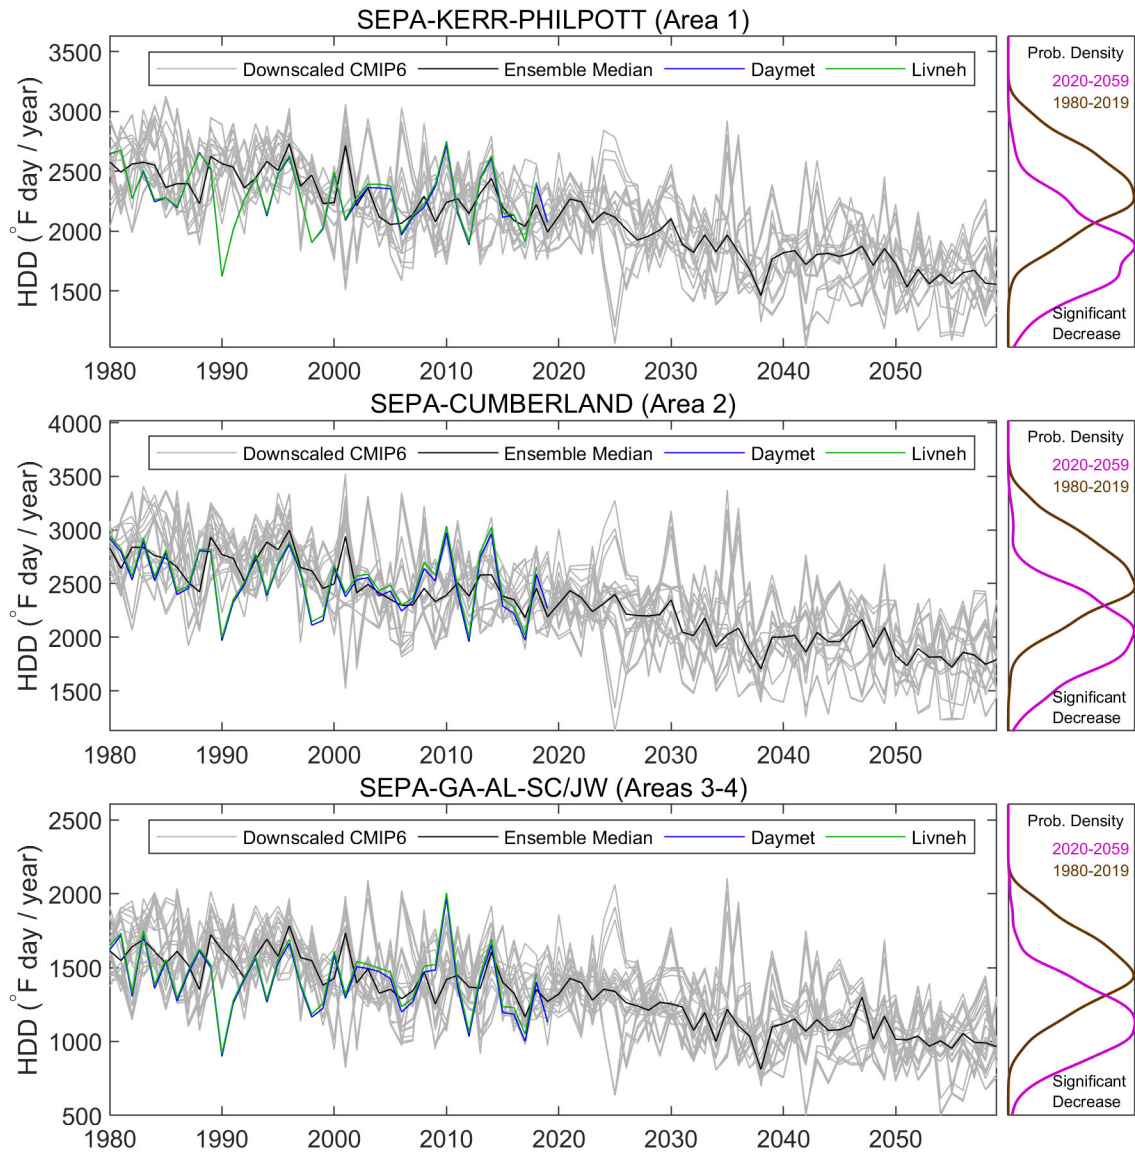 SEPA-KERR-PHILPOTT (Area 1)
HDD (°F day / year)
3500
3000
2500
2000
1500
Downscaled CMIP6 Ensemble Median Daymet Livneh
Prob. Density
2020-2059
1980-2019
Significant
Decrease
1980 1990 2000 2010 2020 2030 2040 2050
SEPA-CUMBERLAND (Area 2)
HDD (°F day / year)
4000
3500
3000
2500
2000
1500
Downscaled CMIP6 Ensemble Median Daymet Livneh
Prob. Density
2020-2059
1980-2019
Significant
Decrease
1980 1990 2000 2010 2020 2030 2040 2050
SEPA-GA-AL-SC/JW (Areas 3-4)
HDD (°F day / year)
2500
2000
1500
1000
500
Downscaled CMIP6 Ensemble Median Daymet Livneh
Prob. Density
2020-2059
1980-2019
Significant
Decrease
1980 1990 2000 2010 2020 2030 2040 2050